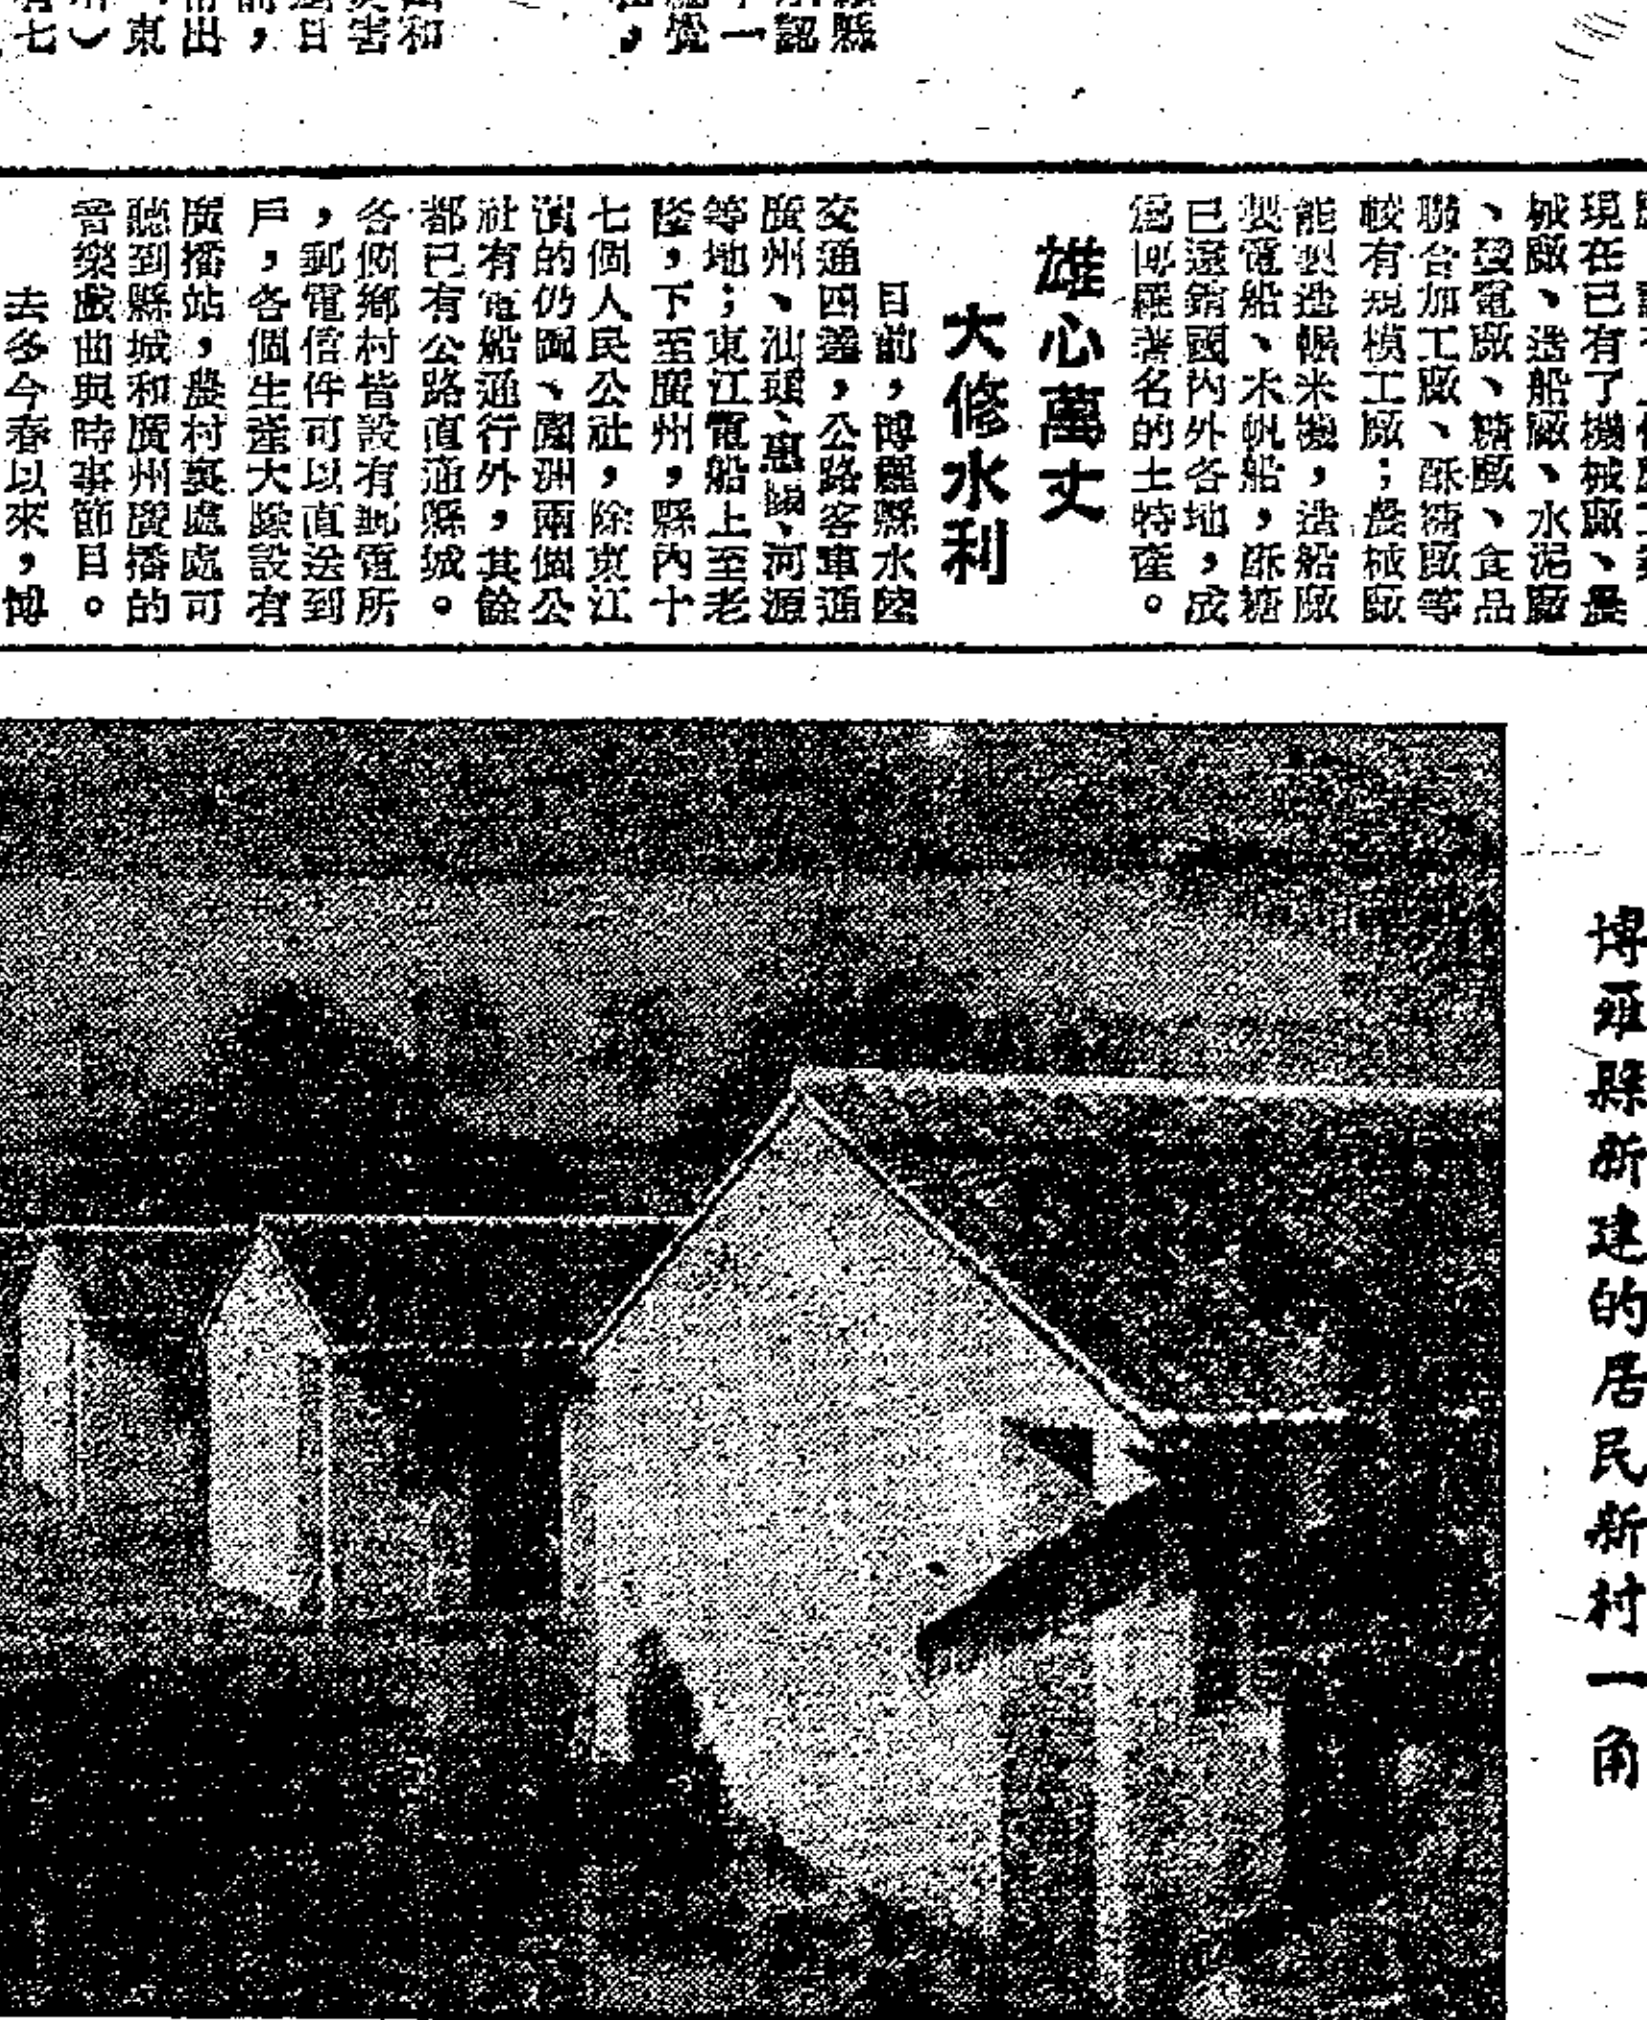 現在已有了機械廠、農
械廠、造船廠、水泥廠
、發電廠、糖廠、食品
聯合加工廠、酥糖廠等
較有規模工廠；農械廠
能製造碾米機，造船廠
製電船、木帆船，酥糖
已遠銷國內外各地，成
爲博羅著名的土特產。
雄心萬丈
大修水利
目前，博羅縣水陸
交通四達，公路客車通
廣州、汕頭、惠陽、河源
等地；東江電船上至老
隆，下至廣州，縣內十
七個人民公社，除東江
濱的仍圖、園洲兩個公
社有電船通行外，其餘
都已有公路直通縣城。
各個鄉村皆設有郵電所
，郵電信件可以直送到
戶，各個生產大隊設有
廣播站，農村裏處處可
聽到縣城和廣州廣播的
音樂戲曲與時事節目。
去冬今春以來，博
博羅縣新建的居民新村一角